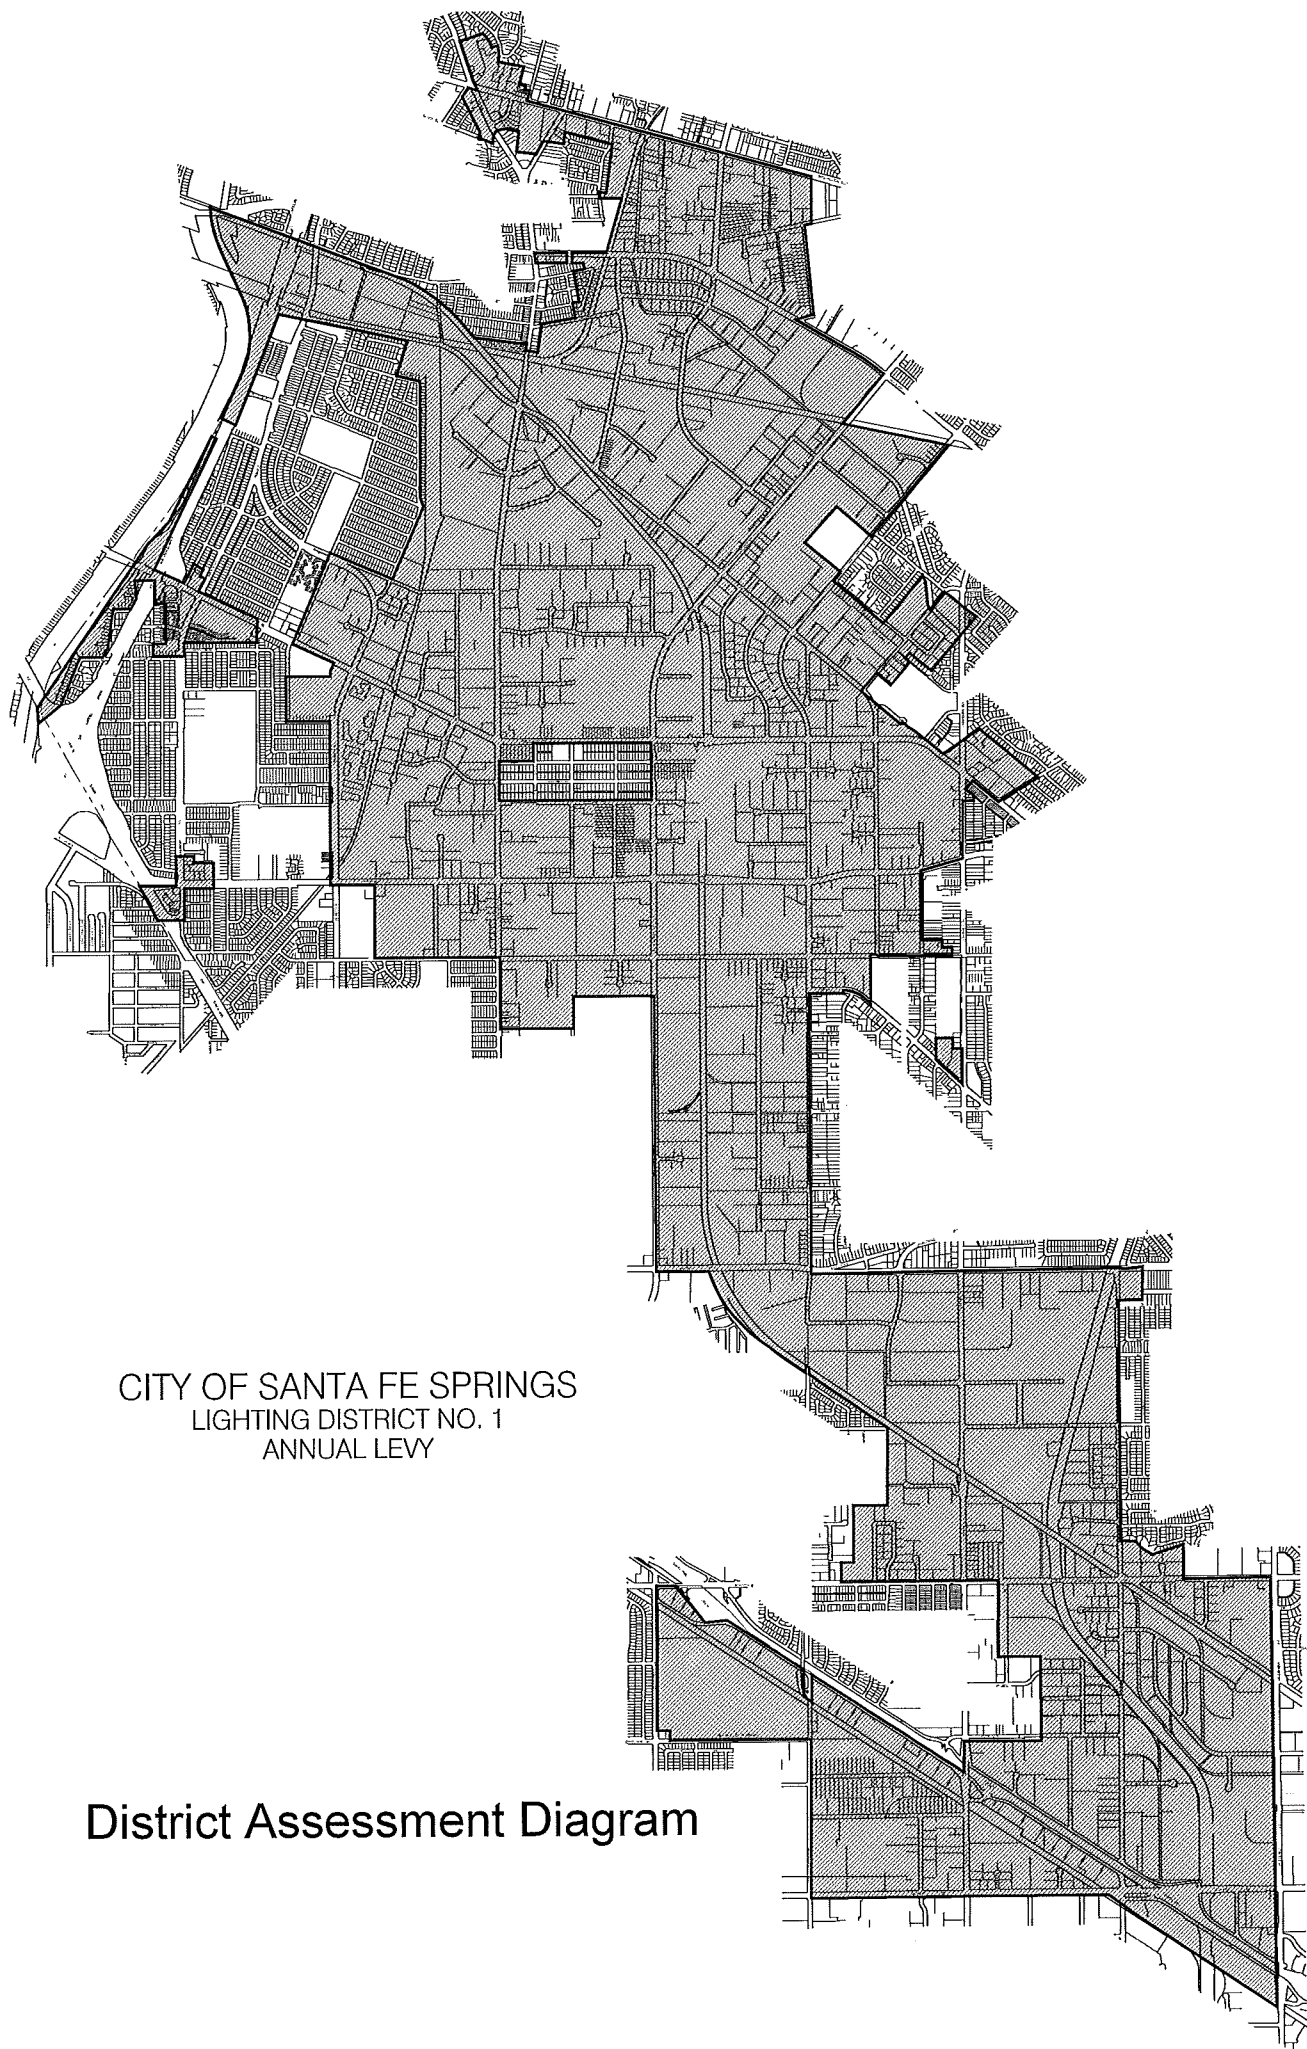 CITY OF SANTA FE SPRINGS
LIGHTING DISTRICT NO. 1
ANNUAL LEVY
District Assessment Diagram